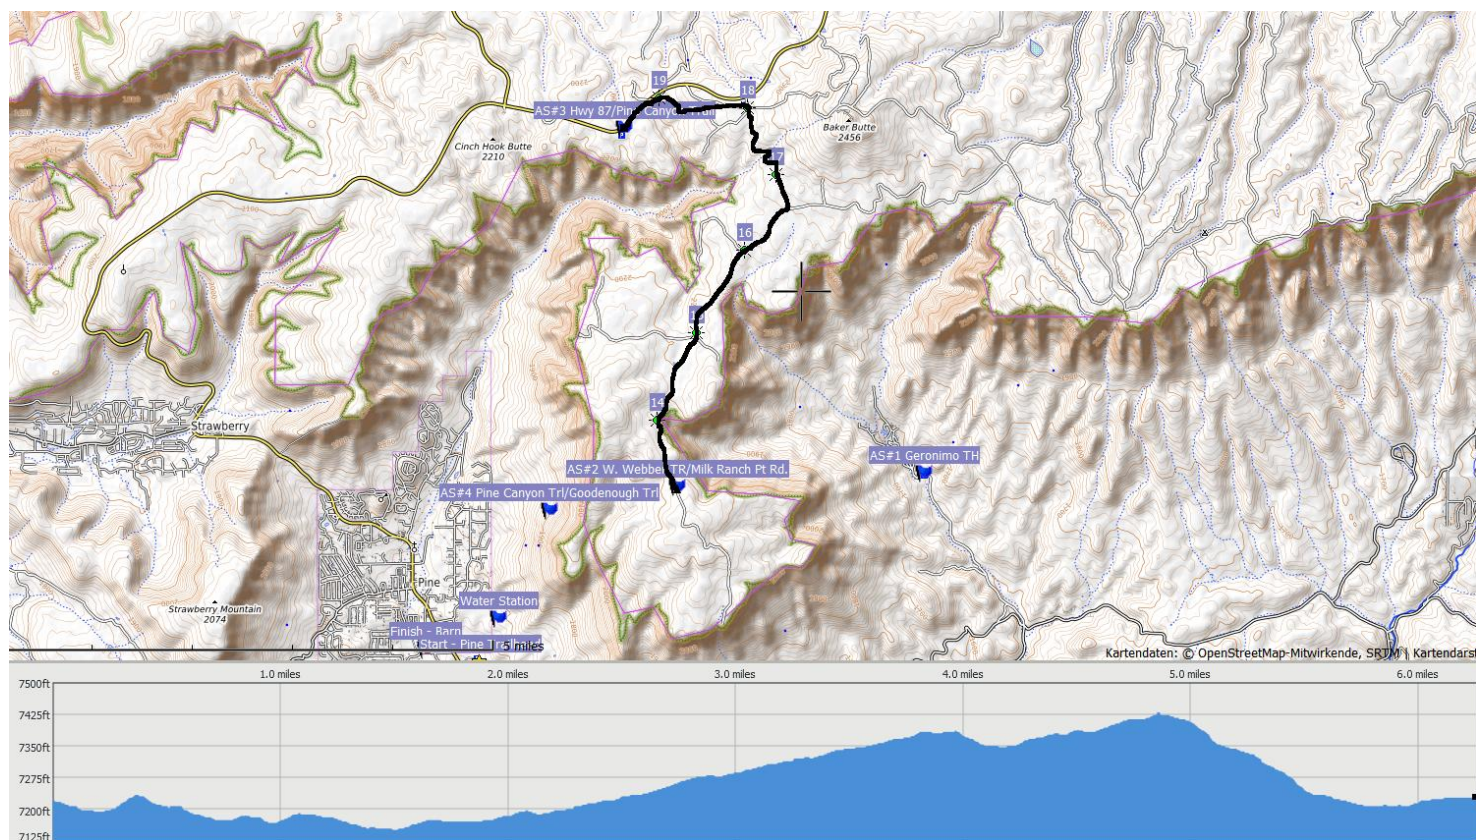 19
18
AS#3 Hwy 87/Pine Canyon Trail
Baker Butte
2456
Cinch Hook Butte
2210
17
16
14
Strawberry
AS#2 W. Webber TR/Milk Ranch Pt Rd.
AS#1 Geronimo TH
AS#4 Pine Canyon Trl/Goodenough Trl
Pine
Water Station
Strawberry Mountain
2074
Finish - Barn
Start - Pine
5 miles
Kartendaten: © OpenStreetMap-Mitwirkende, SRTM | Kartendarst
1.0 miles
2.0 miles
3.0 miles
4.0 miles
5.0 miles
6.0 miles
7500ft
7425ft
7350ft
7275ft
7200ft
7125ft